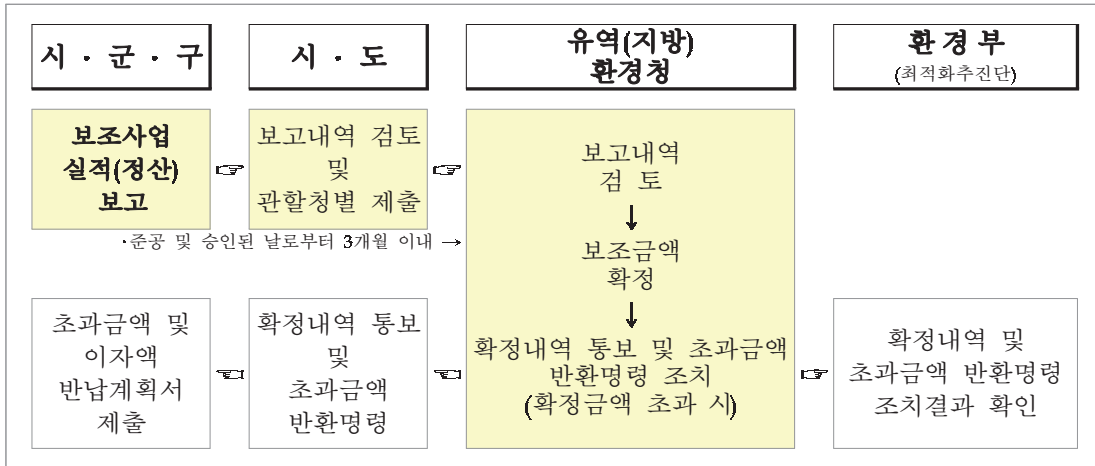 시 · 군 · 구
시 · 도
유역(지방)
환경청
환 경 부
(최적화추진단)
보조사업
실적(정산)
보고
☞
보고내역 검토
및
관할청별 제출
☞
·준공 및 승인된 날로부터 3개월 이내 →
보고내역
검 토
↓
보조금액
확정
↓
확정내역 통보 및 초과금액
반환명령 조치
(확정금액 초과 시)
초과금액 및
이자액
반납계획서
제출
☜
확정내역 통보
및
초과금액
반환명령
☜
☞
확정내역 및
초과금액 반환명령
조치결과 확인